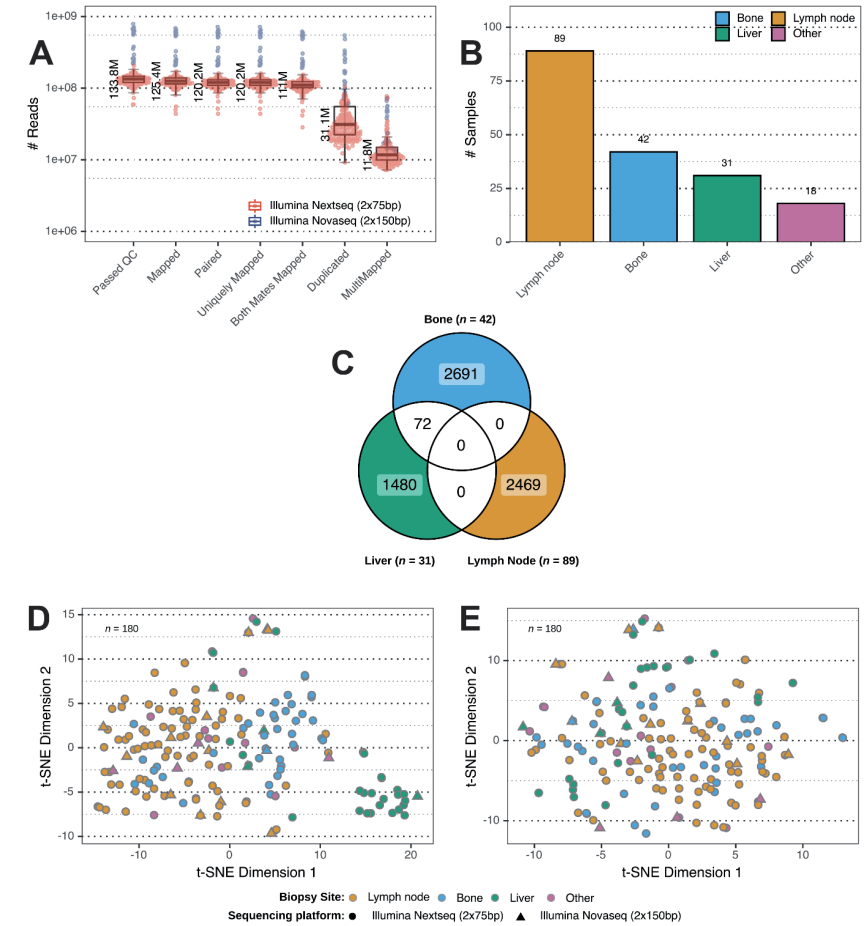 A
# Reads
1e+09
1e+08
1e+07
1e+06
133.8M
125.4M
120.2M
120.2M
111M
31.1M
11.8M
Illumina Nextseq (2x75bp)
Illumina Novaseq (2x150bp)
Passed QC
Mapped
Paired
Uniquely Mapped
Both Mates Mapped
Duplicated
MultiMapped
B
# Samples
100
75
50
25
0
Bone
Lymph node
Liver
Other
89
42
31
18
Lymph node
Bone
Liver
Other
C
Bone (n = 42)
2691
72
0
0
1480
0
2469
Liver (n = 31)
Lymph Node (n = 89)
D
n = 180
t-SNE Dimension 2
15
10
5
0
-5
-10
-10
0
10
20
t-SNE Dimension 1
E
n = 180
t-SNE Dimension 2
10
0
-10
-10
-5
0
5
10
t-SNE Dimension 1
Biopsy Site: Lymph node Bone Liver Other
Sequencing platform: Illumina Nextseq (2x75bp) Illumina Novaseq (2x150bp)